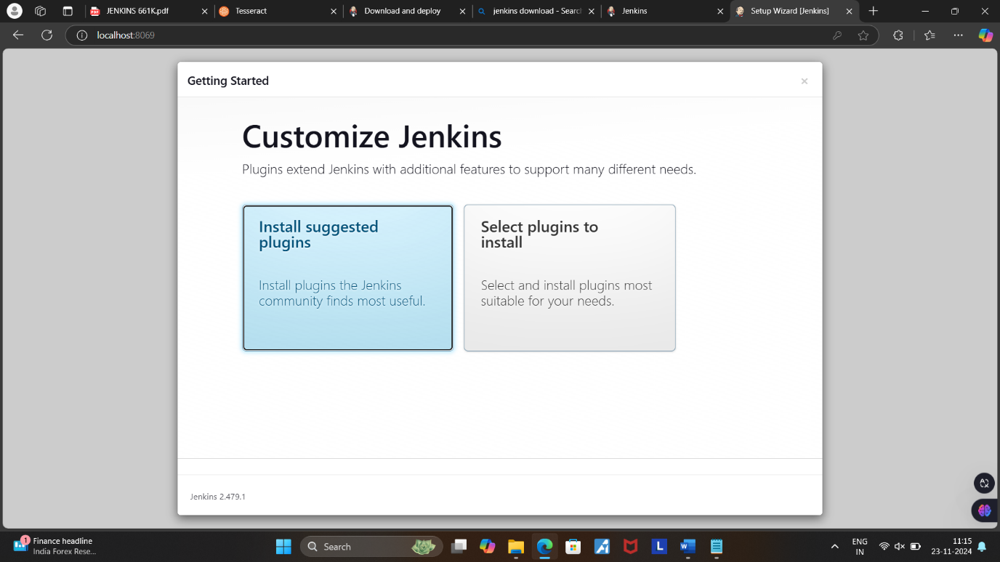 JENKINS 661K.pdf
Tesseract
Download and deploy
jenkins download - Search
Jenkins
Setup Wizard [Jenkins]
localhost:8069
Getting Started
Customize Jenkins
Plugins extend Jenkins with additional features to support many different needs.
Install suggested
plugins
Install plugins the Jenkins
community finds most useful.
Select plugins to
install
Select and install plugins most
suitable for your needs.
Jenkins 2.479.1
1
Finance headline
India Forex Rese...
Search
L
ENG
IN
11:15
23-11-2024